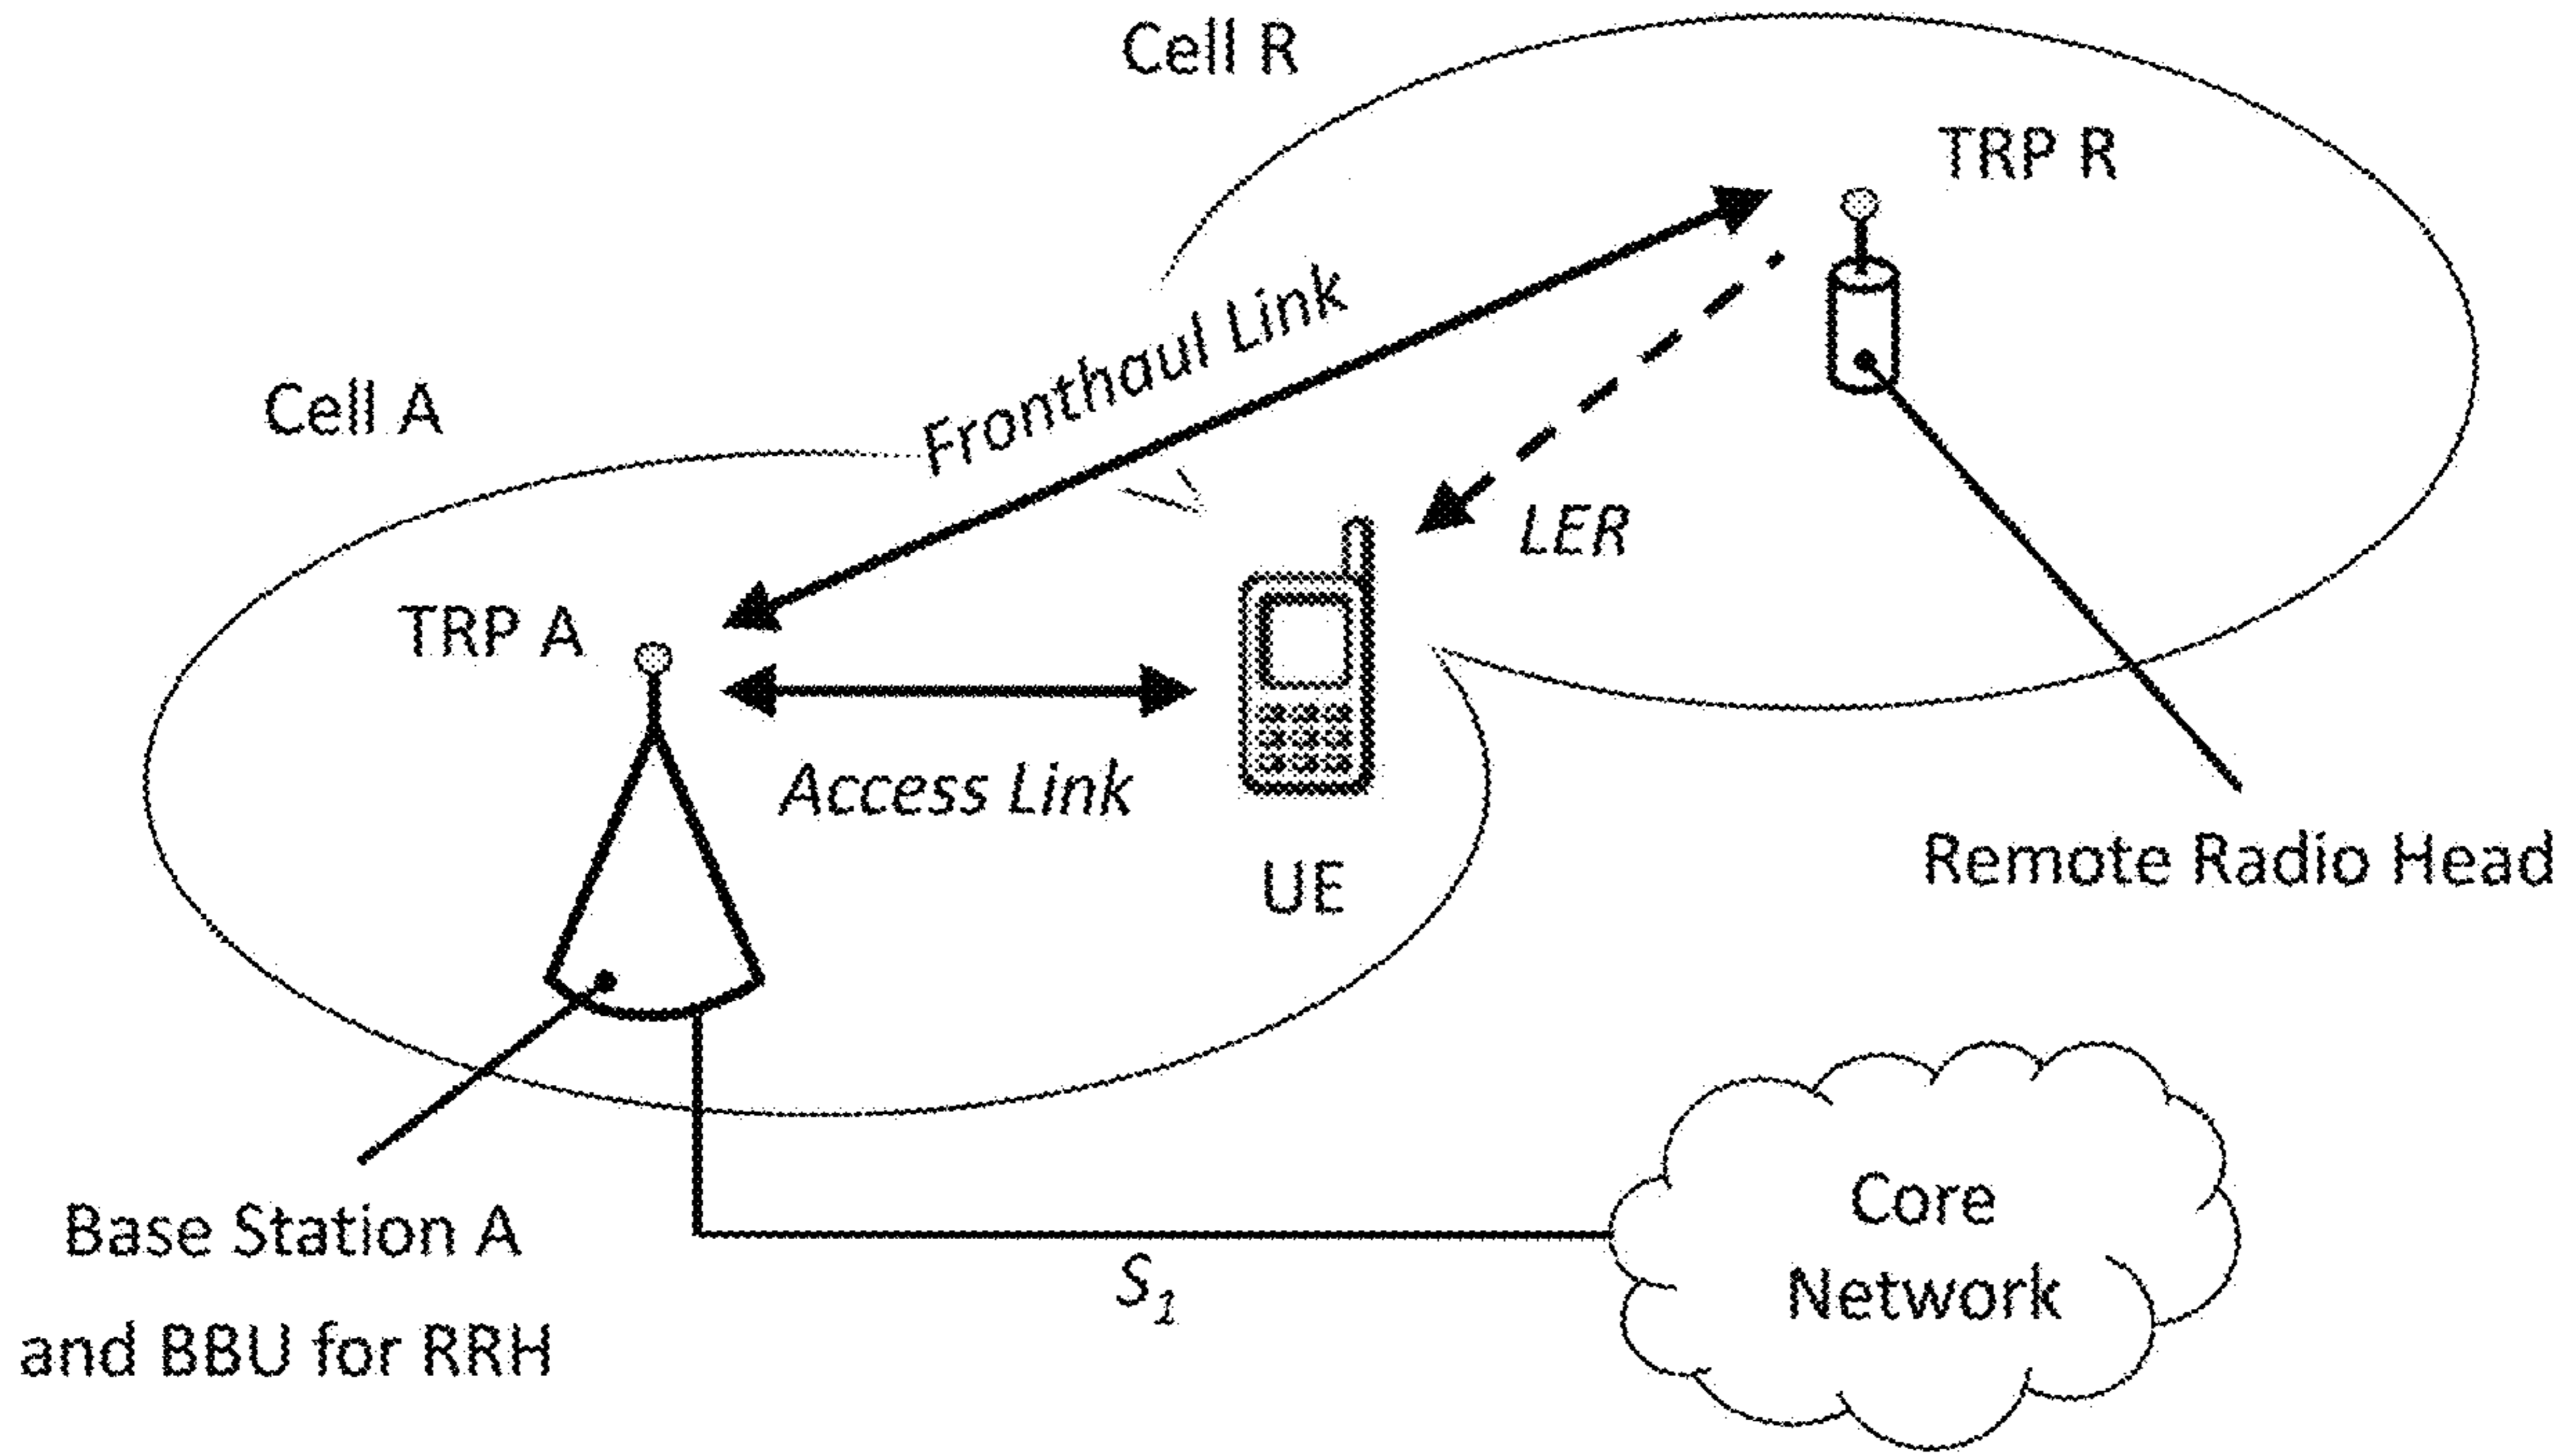 Cell R
TRP R
Fronthaul Link
Cell A
LER
TRP A
Access Link
UE
Remote Radio Head
Core
Network
Base Station A
and BBU for RRH
S1